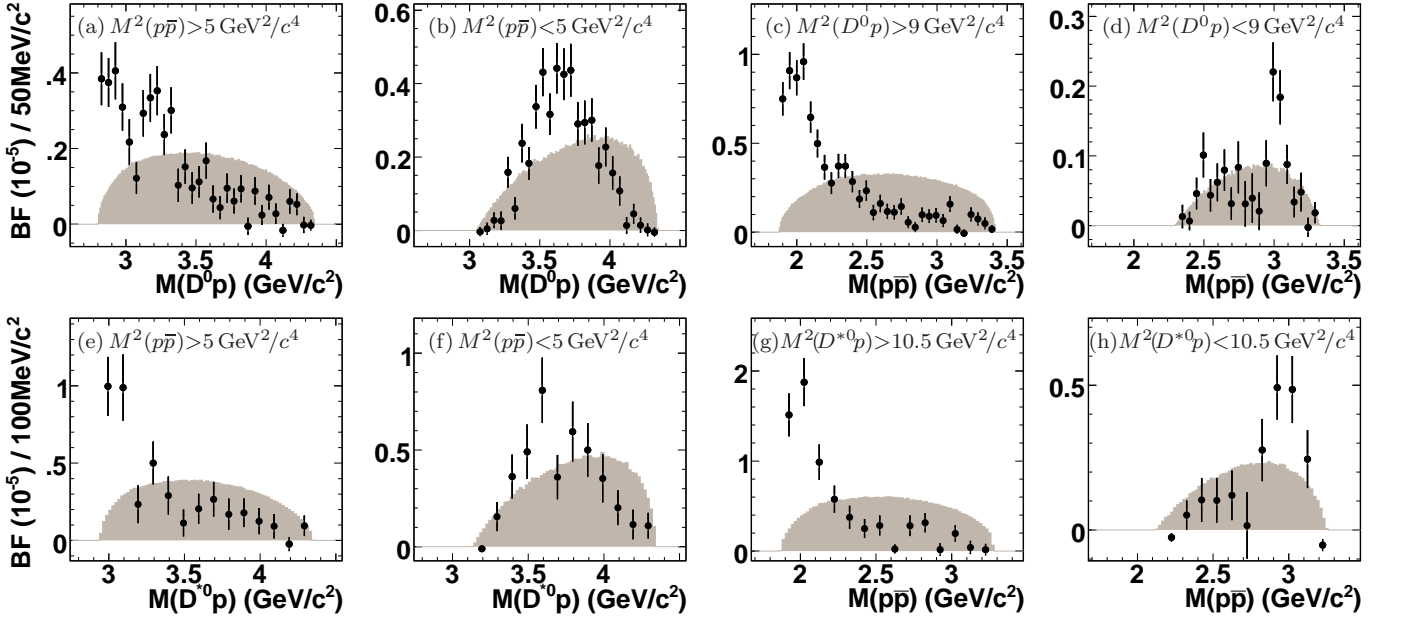 BF (10⁻⁵) / 50MeV/c²
(a) M²(pp̅)>5 GeV²/c⁴
.4
.2
0
3 3.5 4
M(D⁰p) (GeV/c²)
(b) M²(pp̅)<5 GeV²/c⁴
0.6
0.4
0.2
0
3 3.5 4
M(D⁰p) (GeV/c²)
(c) M²(D⁰p)>9 GeV²/c⁴
1
0.5
0
2 2.5 3 3.5
M(pp̅) (GeV/c²)
(d) M²(D⁰p)<9 GeV²/c⁴
0.3
0.2
0.1
0
2 2.5 3 3.5
M(pp̅) (GeV/c²)
BF (10⁻⁵) / 100MeV/c²
(e) M²(pp̅)>5 GeV²/c⁴
1
.5
0
3 3.5 4
M(D*⁰p) (GeV/c²)
(f) M²(pp̅)<5 GeV²/c⁴
1
0.5
0
3 3.5 4
M(D*⁰p) (GeV/c²)
(g) M²(D*⁰p)>10.5 GeV²/c⁴
2
1
0
2 2.5 3
M(pp̅) (GeV/c²)
(h) M²(D*⁰p)<10.5 GeV²/c⁴
0.5
0
2 2.5 3
M(pp̅) (GeV/c²)